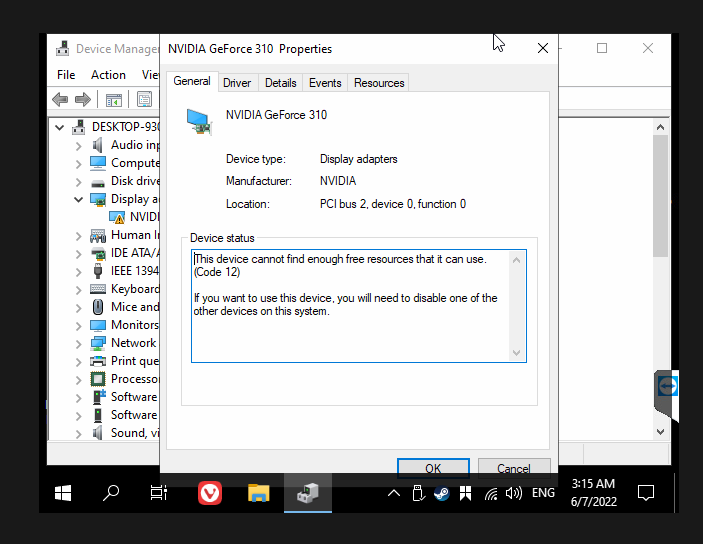 Device Manage
NVIDIA GeForce 310 Properties
File Action Vie
General Driver Details Events Resources
NVIDIA GeForce 310
Device type: Display adapters
Manufacturer: NVIDIA
Location: PCI bus 2, device 0, function 0
Device status
This device cannot find enough free resources that it can use.
(Code 12)
If you want to use this device, you will need to disable one of the
other devices on this system.
OK Cancel
DESKTOP-930
Audio inp
Compute
Disk drive
Display a
NVIDI
Human I
IDE ATA/A
IEEE 1394
Keyboard
Mice and
Monitors
Network
Print que
Processo
Software
Software
Sound, vi
ENG
3:15 AM
6/7/2022